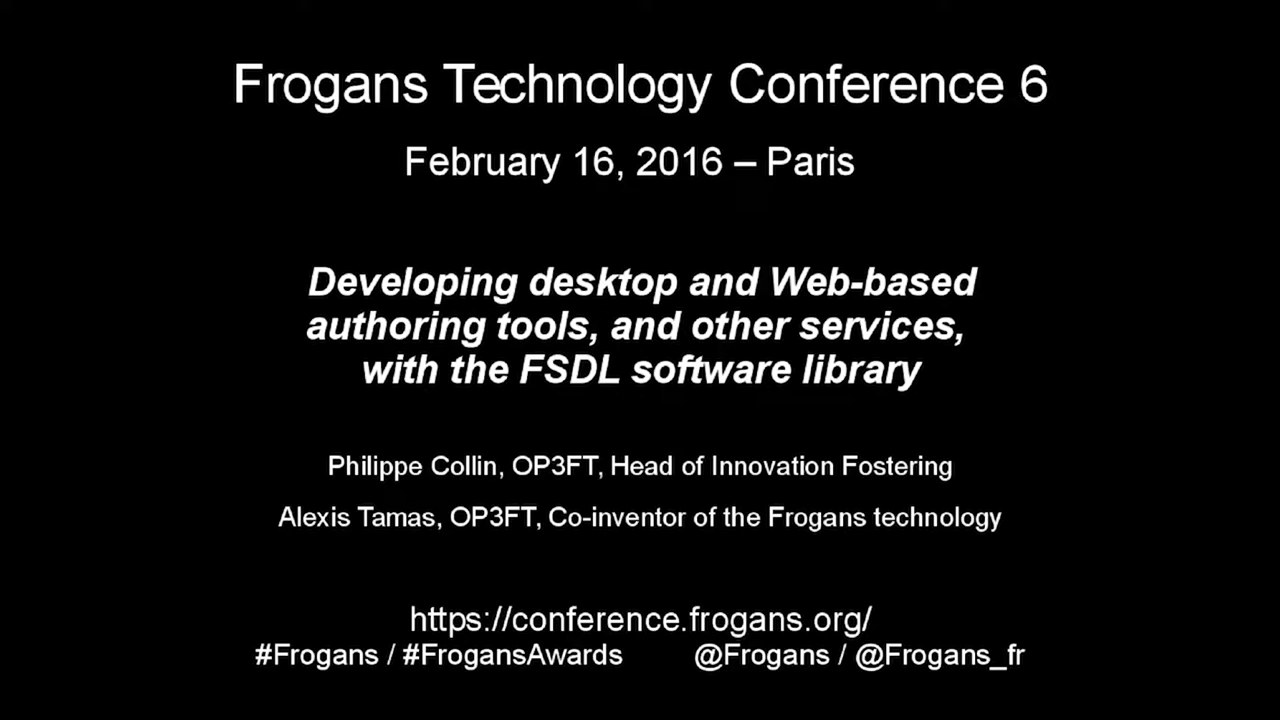 Frogans Technology Conference 6
February 16, 2016 – Paris
Developing desktop and Web-based
authoring tools, and other services,
with the FSDL software library
Philippe Collin, OP3FT, Head of Innovation Fostering
Alexis Tamas, OP3FT, Co-inventor of the Frogans technology
https://conference.frogans.org/
#Frogans / #FrogansAwards @Frogans / @Frogans_fr